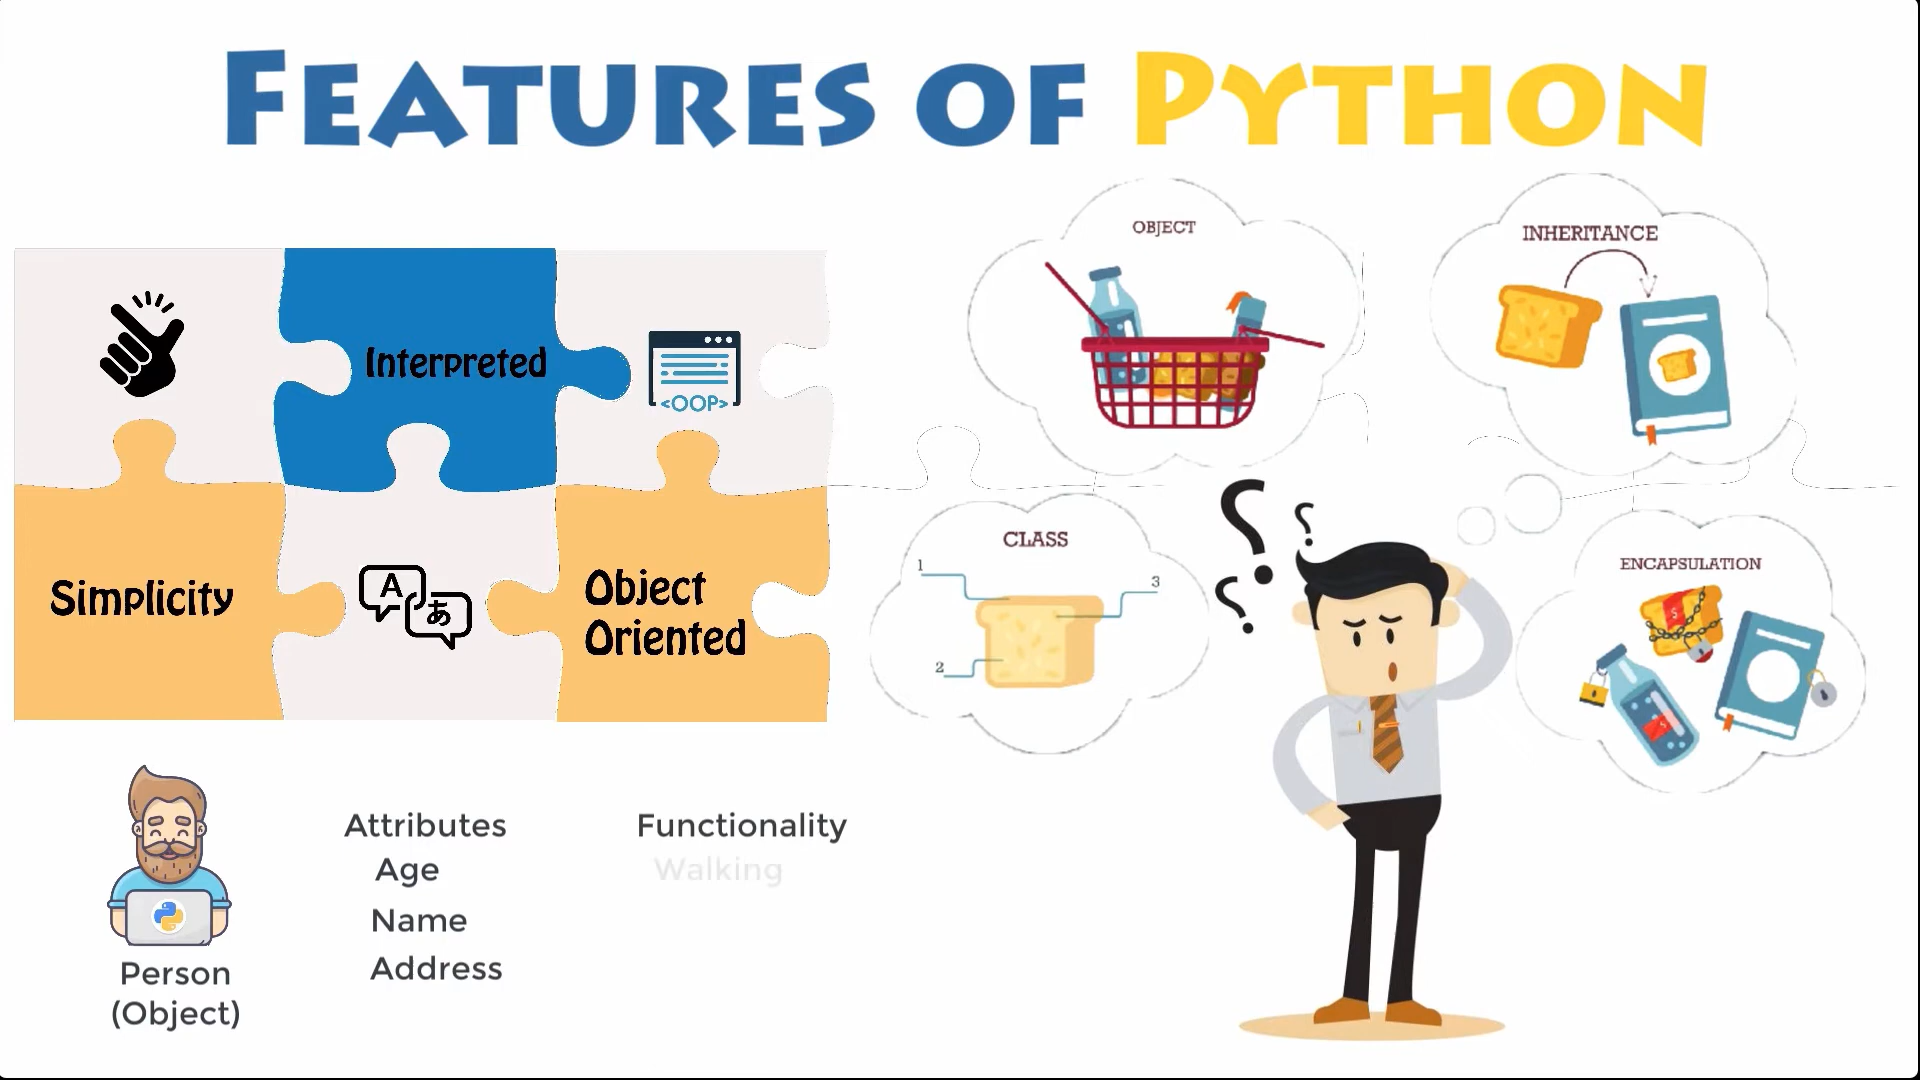 FEATURES OF PYTHON
Interpreted
<OOP>
Simplicity
A
あ
Object
Oriented
OBJECT
INHERITANCE
CLASS
1
3
2
? ? ?
ENCAPSULATION
Person
(Object)
Attributes
Age
Name
Address
Functionality
Walking